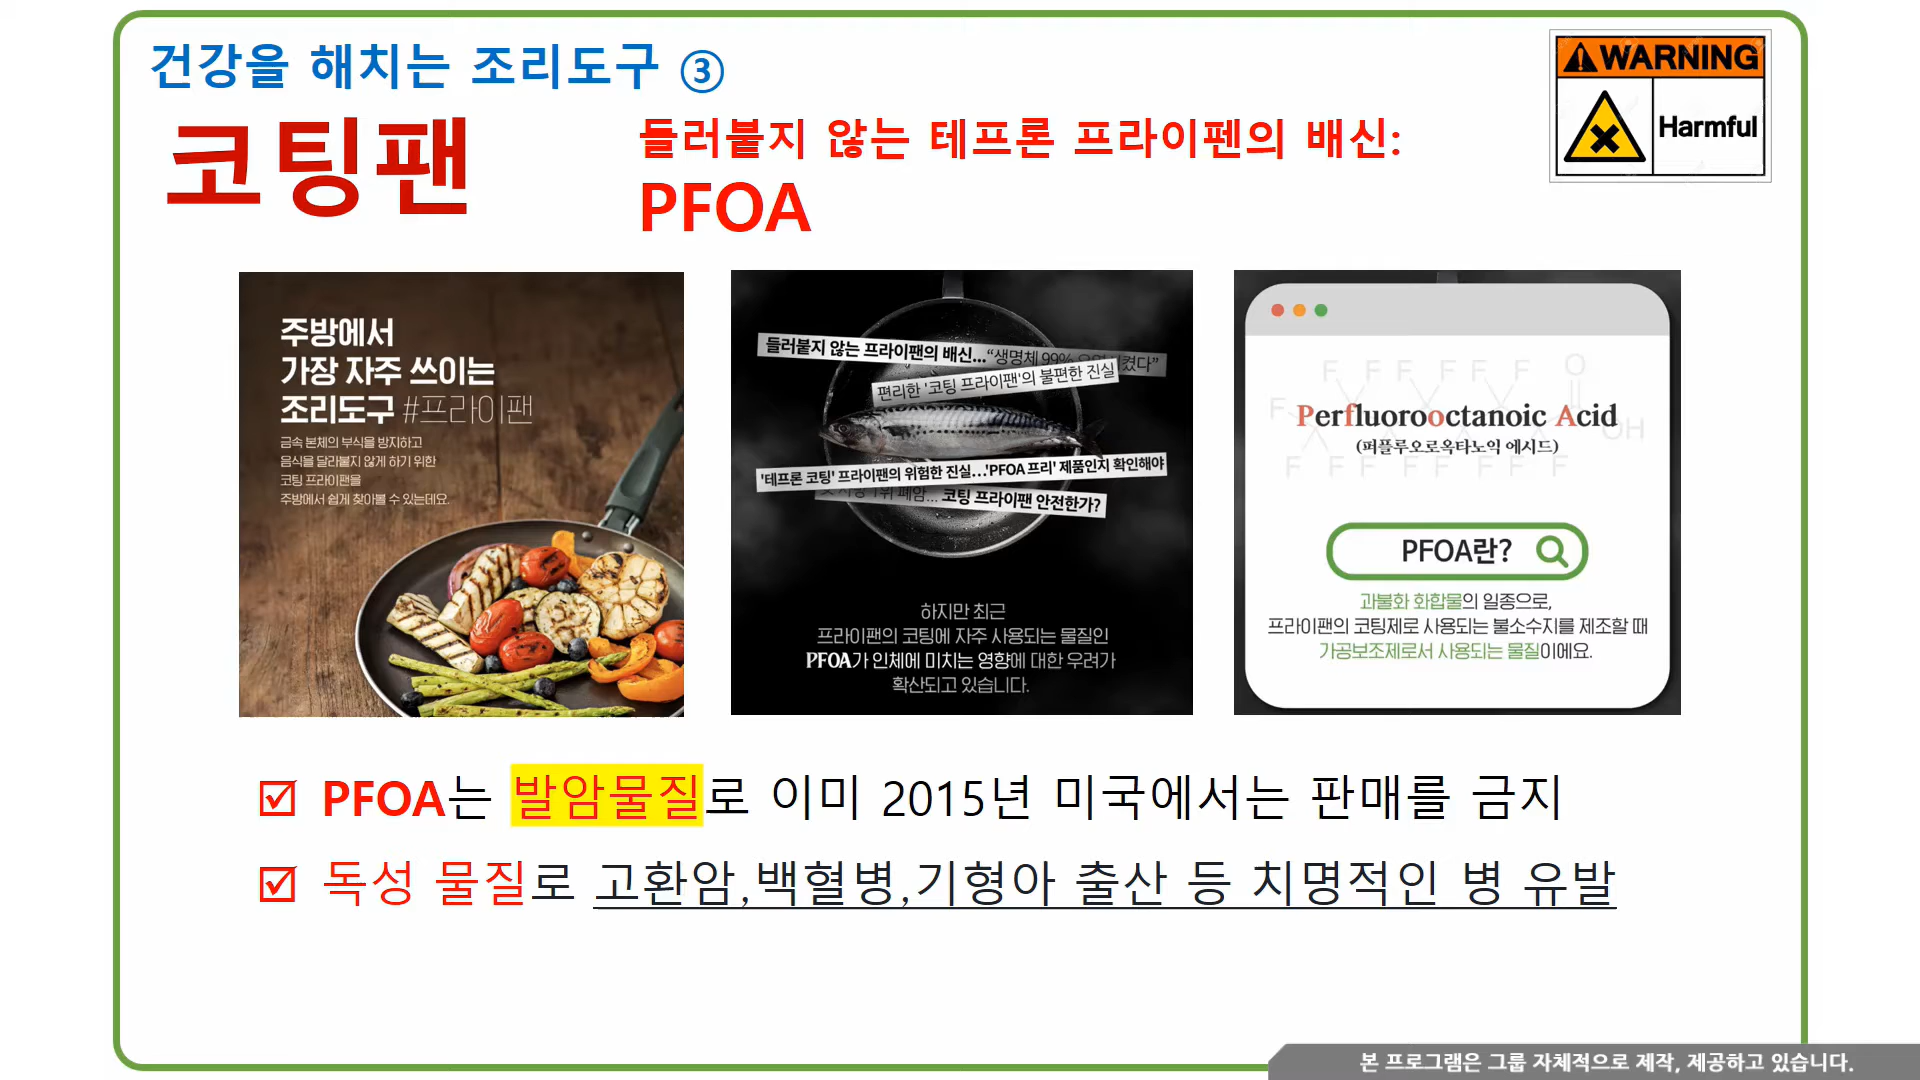 건강을 해치는 조리도구 ③
WARNING
Harmful
코팅팬
들러붙지 않는 테프론 프라이펜의 배신:
PFOA
주방에서
가장 자주 쓰이는
조리도구 #프라이팬
금속 본체의 부식을 방지하고
음식을 달라붙지 않게 하기 위한
코팅 프라이팬을
주방에서 쉽게 찾아볼 수 있는데요.
들러붙지 않는 프라이팬의 배신...“생명체 99%
편리한 '코팅 프라이팬'의 불편한 진실
'테프론 코팅' 프라이팬의 위험한 진실...'PFOA 프리' 제품인지 확인해야
코팅 프라이팬 안전한가?
하지만 최근
프라이팬의 코팅에 자주 사용되는 물질인
PFOA가 인체에 미치는 영향에 대한 우려가
확산되고 있습니다.
F F F F F F O
F OH
F F F F F F F
Perfluorooctanoic Acid
(퍼플루오로옥타노익 에시드)
PFOA란?
과불화 화합물의 일종으로,
프라이팬의 코팅제로 사용되는 불소수지를 제조할 때
가공보조제로서 사용되는 물질이에요.
PFOA는 발암물질로 이미 2015년 미국에서는 판매를 금지
독성 물질로 고환암,백혈병,기형아 출산 등 치명적인 병 유발
본 프로그램은 그룹 자체적으로 제작, 제공하고 있습니다.